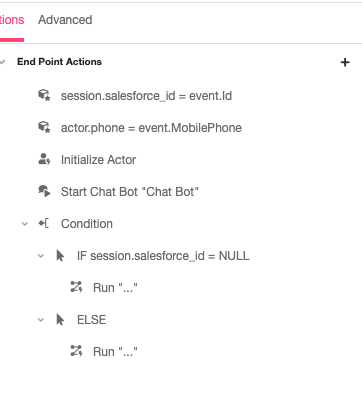 tions Advanced
End Point Actions
session.salesforce_id = event.Id
actor.phone = event.MobilePhone
Initialize Actor
Start Chat Bot "Chat Bot"
Condition
IF session.salesforce_id = NULL
Run "..."
ELSE
Run "..."